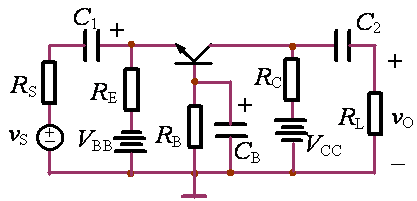 C1 + C2
+
RS RE RC
+ RL vO
vS VBB RB CB VCC
−